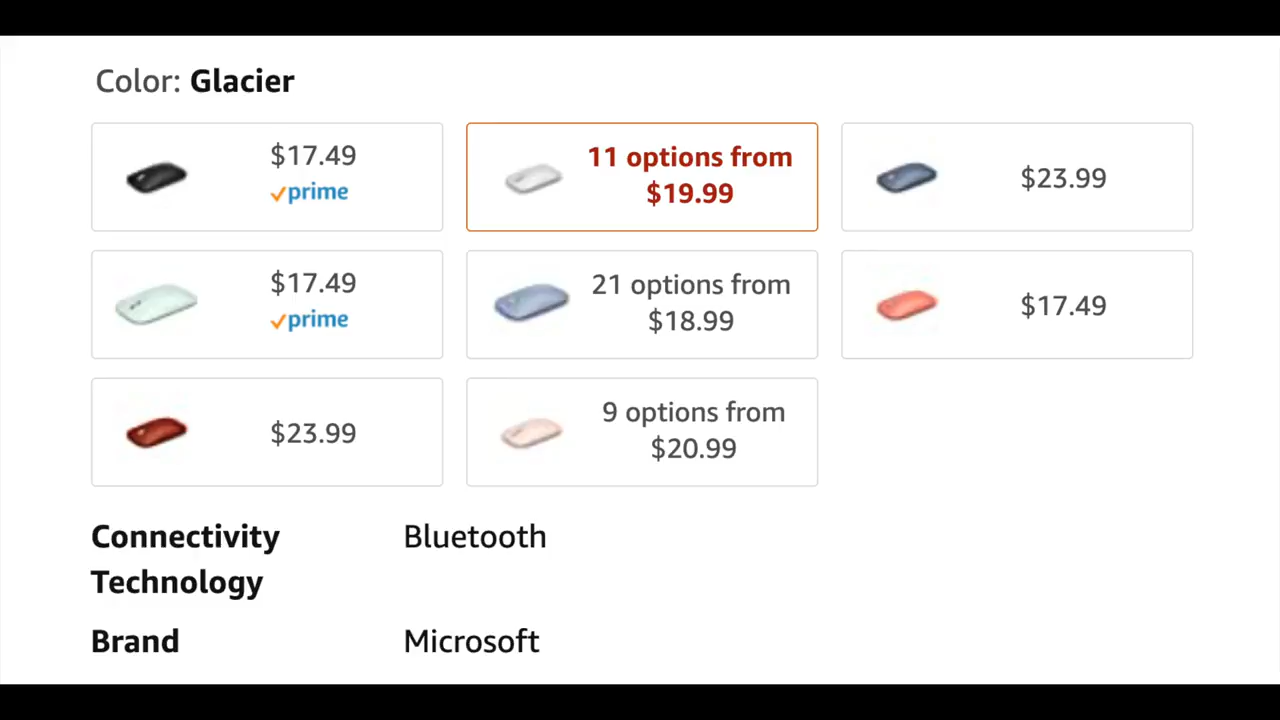 Color: Glacier
$17.49
prime
11 options from
$19.99
$23.99
$17.49
prime
21 options from
$18.99
$17.49
$23.99
9 options from
$20.99
Connectivity Bluetooth
Technology
Brand Microsoft